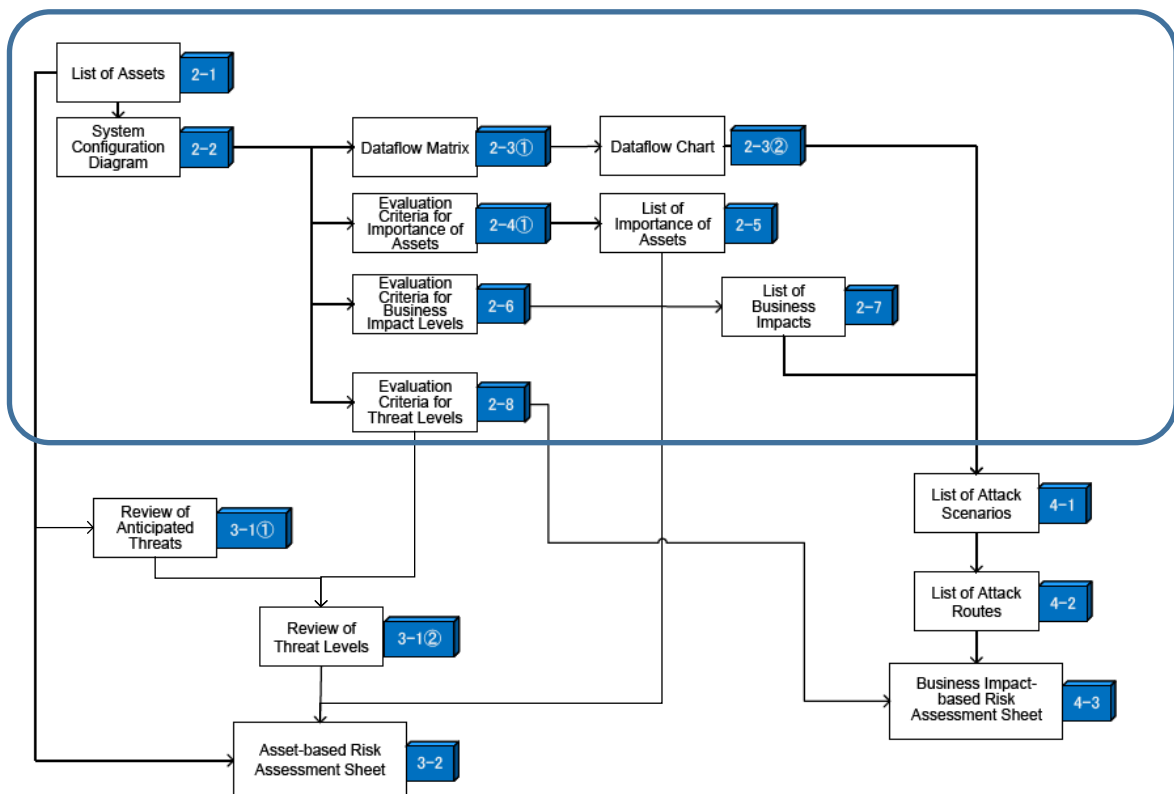 List of Assets
2-1
System
Configuration
Diagram
2-2
Dataflow Matrix
2-3①
Dataflow Chart
2-3②
Evaluation
Criteria for
Importance of
Assets
2-4①
List of
Importance of
Assets
2-5
Evaluation
Criteria for
Business
Impact Levels
2-6
List of
Business
Impacts
2-7
Evaluation
Criteria for
Threat Levels
2-8
Review of
Anticipated
Threats
3-1①
List of Attack
Scenarios
4-1
List of Attack
Routes
4-2
Review of
Threat Levels
3-1②
Business Impact-
based Risk
Assessment Sheet
4-3
Asset-based Risk
Assessment Sheet
3-2